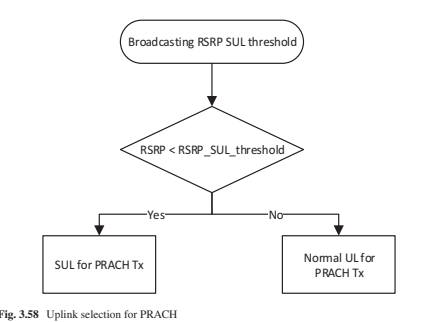 Broadcasting RSRP SUL threshold
RSRP < RSRP_SUL_threshold
Yes
No
SUL for PRACH Tx
Normal UL for
PRACH Tx
Fig. 3.58 Uplink selection for PRACH